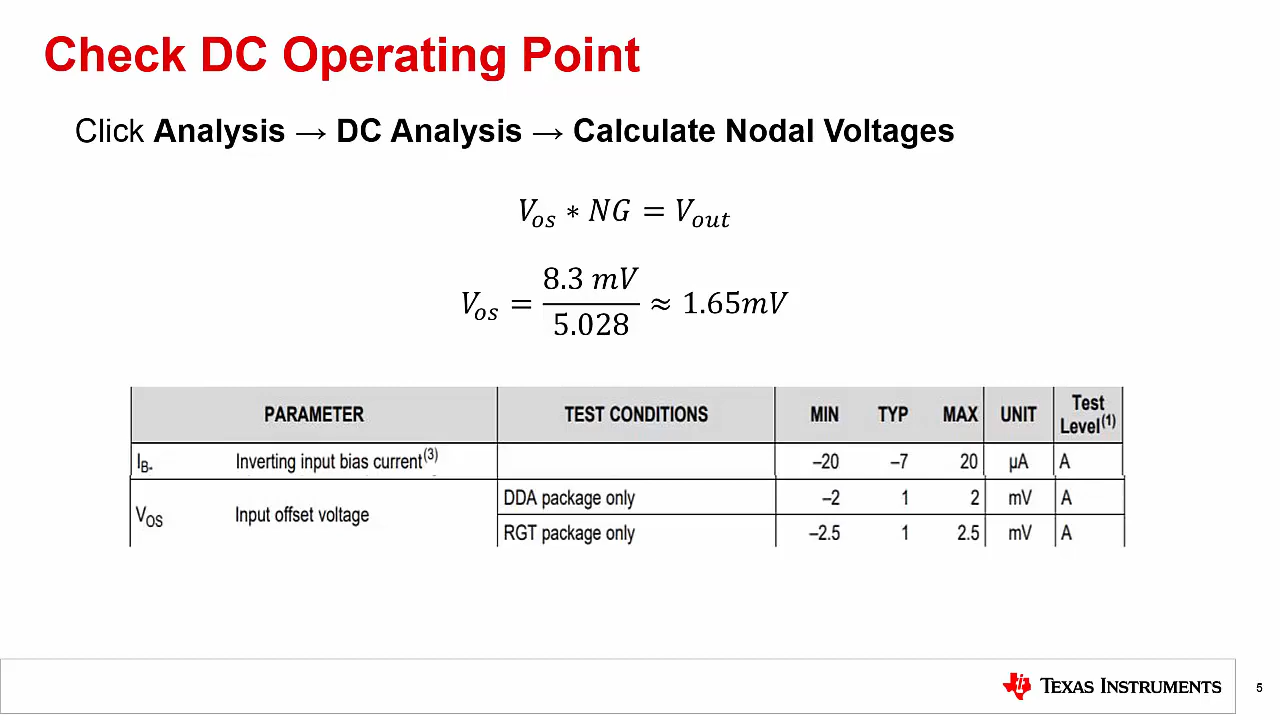 Check DC Operating Point
Click Analysis → DC Analysis → Calculate Nodal Voltages
V_os * NG = V_out
V_os = 8.3 mV / 5.028 ≈ 1.65mV
PARAMETER TEST CONDITIONS MIN TYP MAX UNIT Test Level(1)
I_B- Inverting input bias current(3) –20 –7 20 µA A
V_OS Input offset voltage DDA package only –2 1 2 mV A
RGT package only –2.5 1 2.5 mV A
TEXAS INSTRUMENTS
5